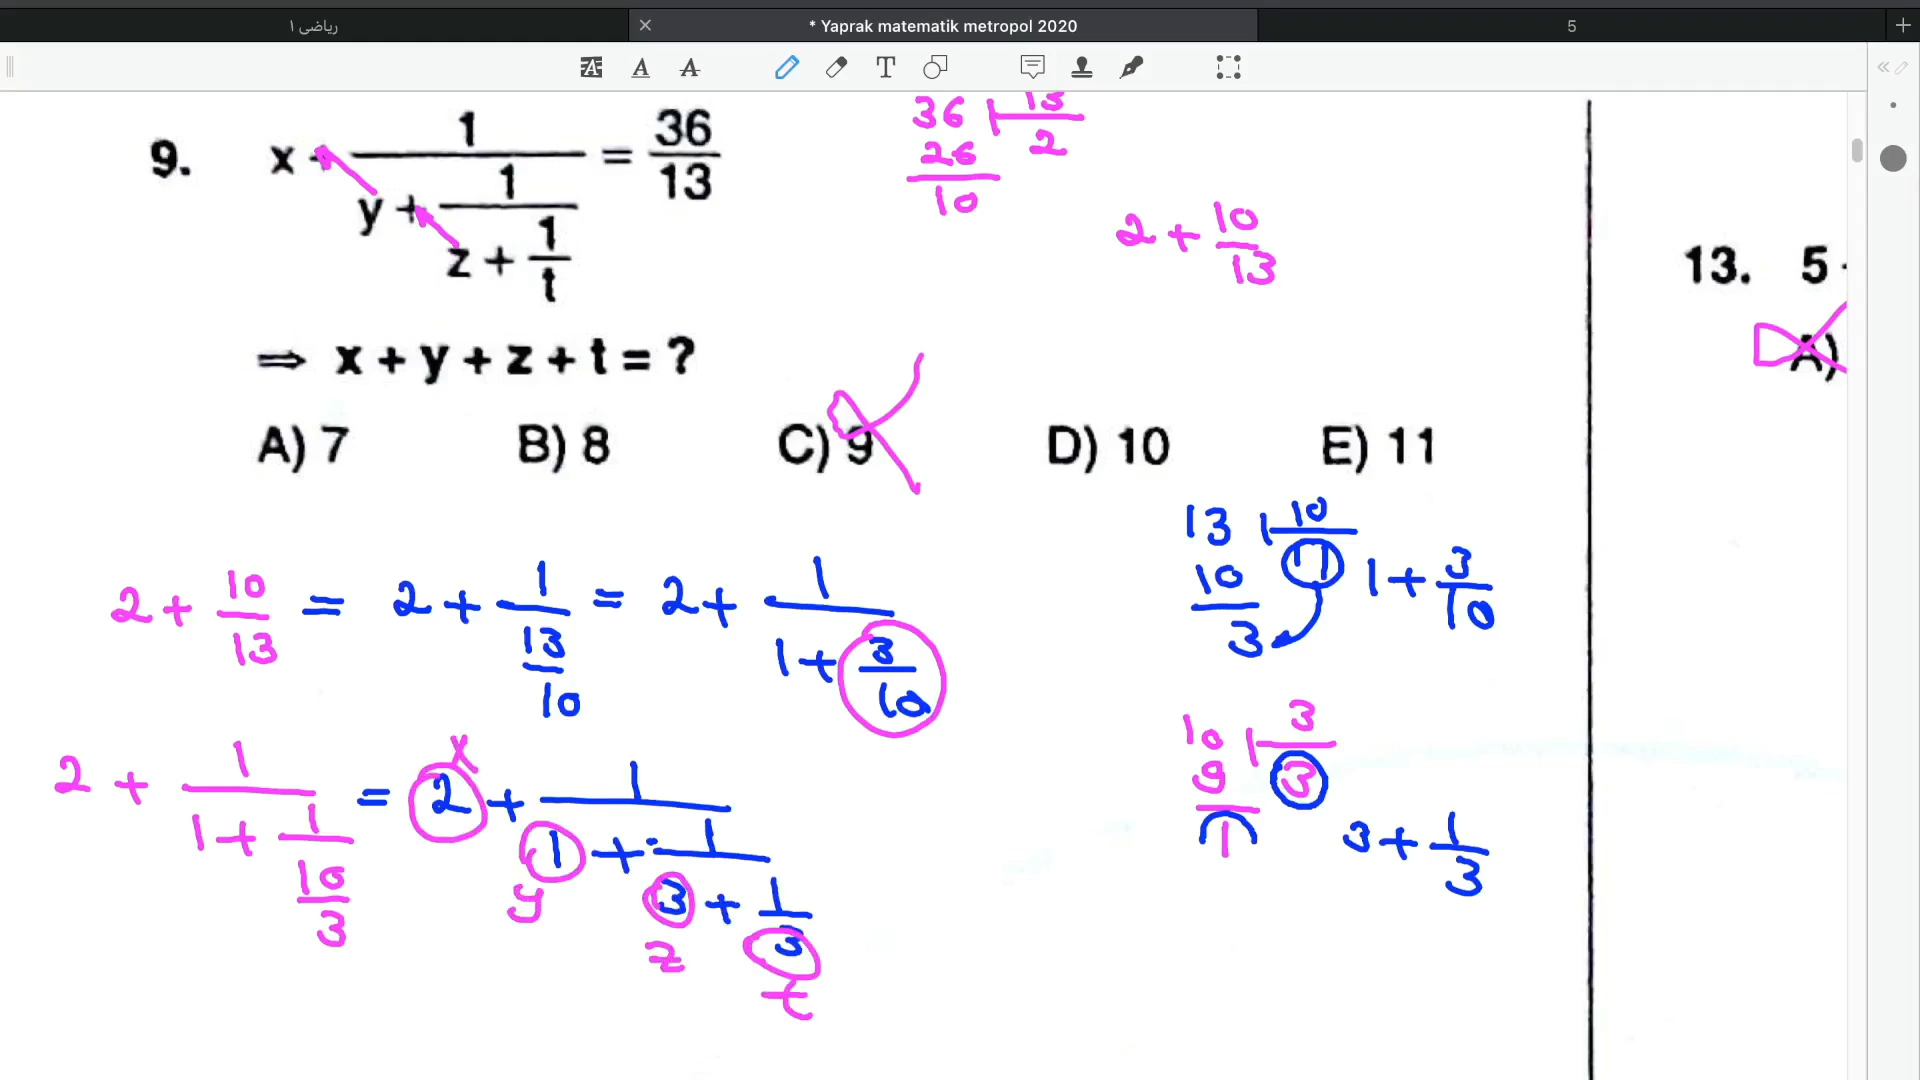 ریاضی ۱
* Yaprak matematik metropol 2020
5
9. x + 1/(y + 1/(z + 1/t)) = 36/13
⇒ x + y + z + t = ?
A) 7 B) 8 C) 9 D) 10 E) 11
13. 5
A)
36 13
26 2
10
2 + 10/13
13 10
10 1 1 + 3/10
3
2 + 10/13 = 2 + 1/(13/10) = 2 + 1/(1 + 3/10)
10 3
9 3
1 3 + 1/3
2 + 1/(1 + 1/(10/3)) = 2 + 1/(1 + 1/(3 + 1/3))
x
y
z
t